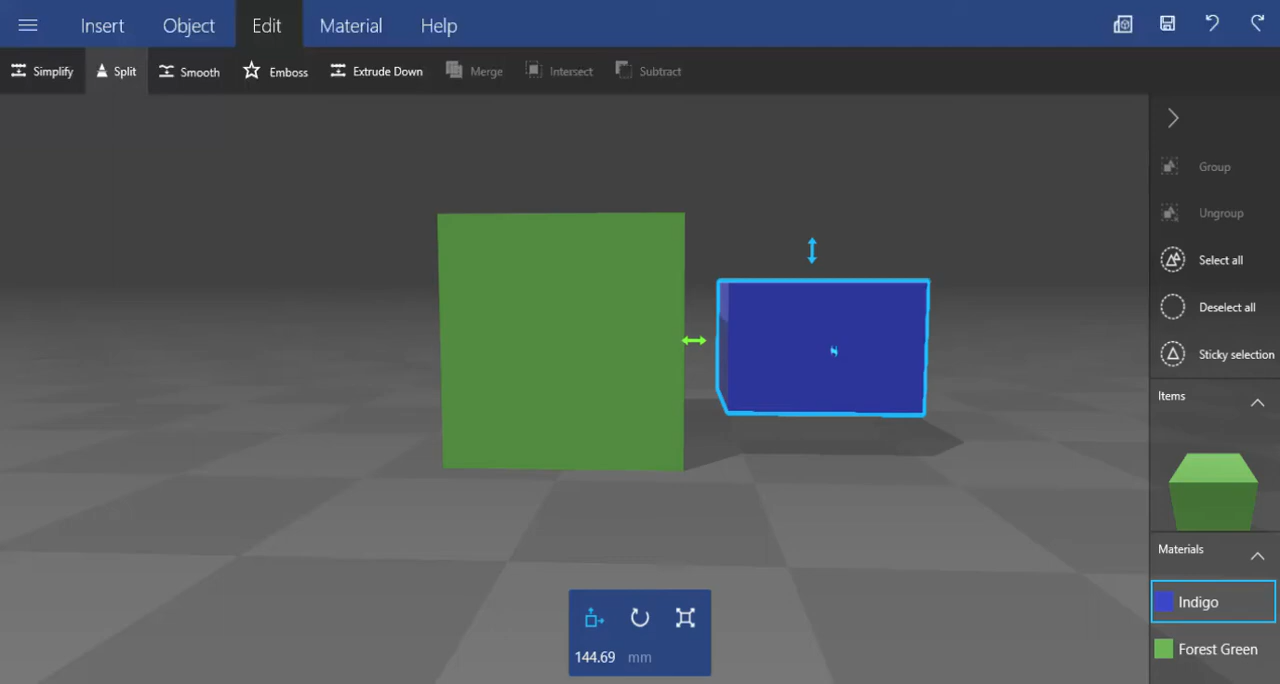 Insert Object Edit Material Help
Simplify Split Smooth Emboss Extrude Down Merge Intersect Subtract
Group
Ungroup
Select all
Deselect all
Sticky selection
Items
Materials
Indigo
Forest Green
144.69 mm